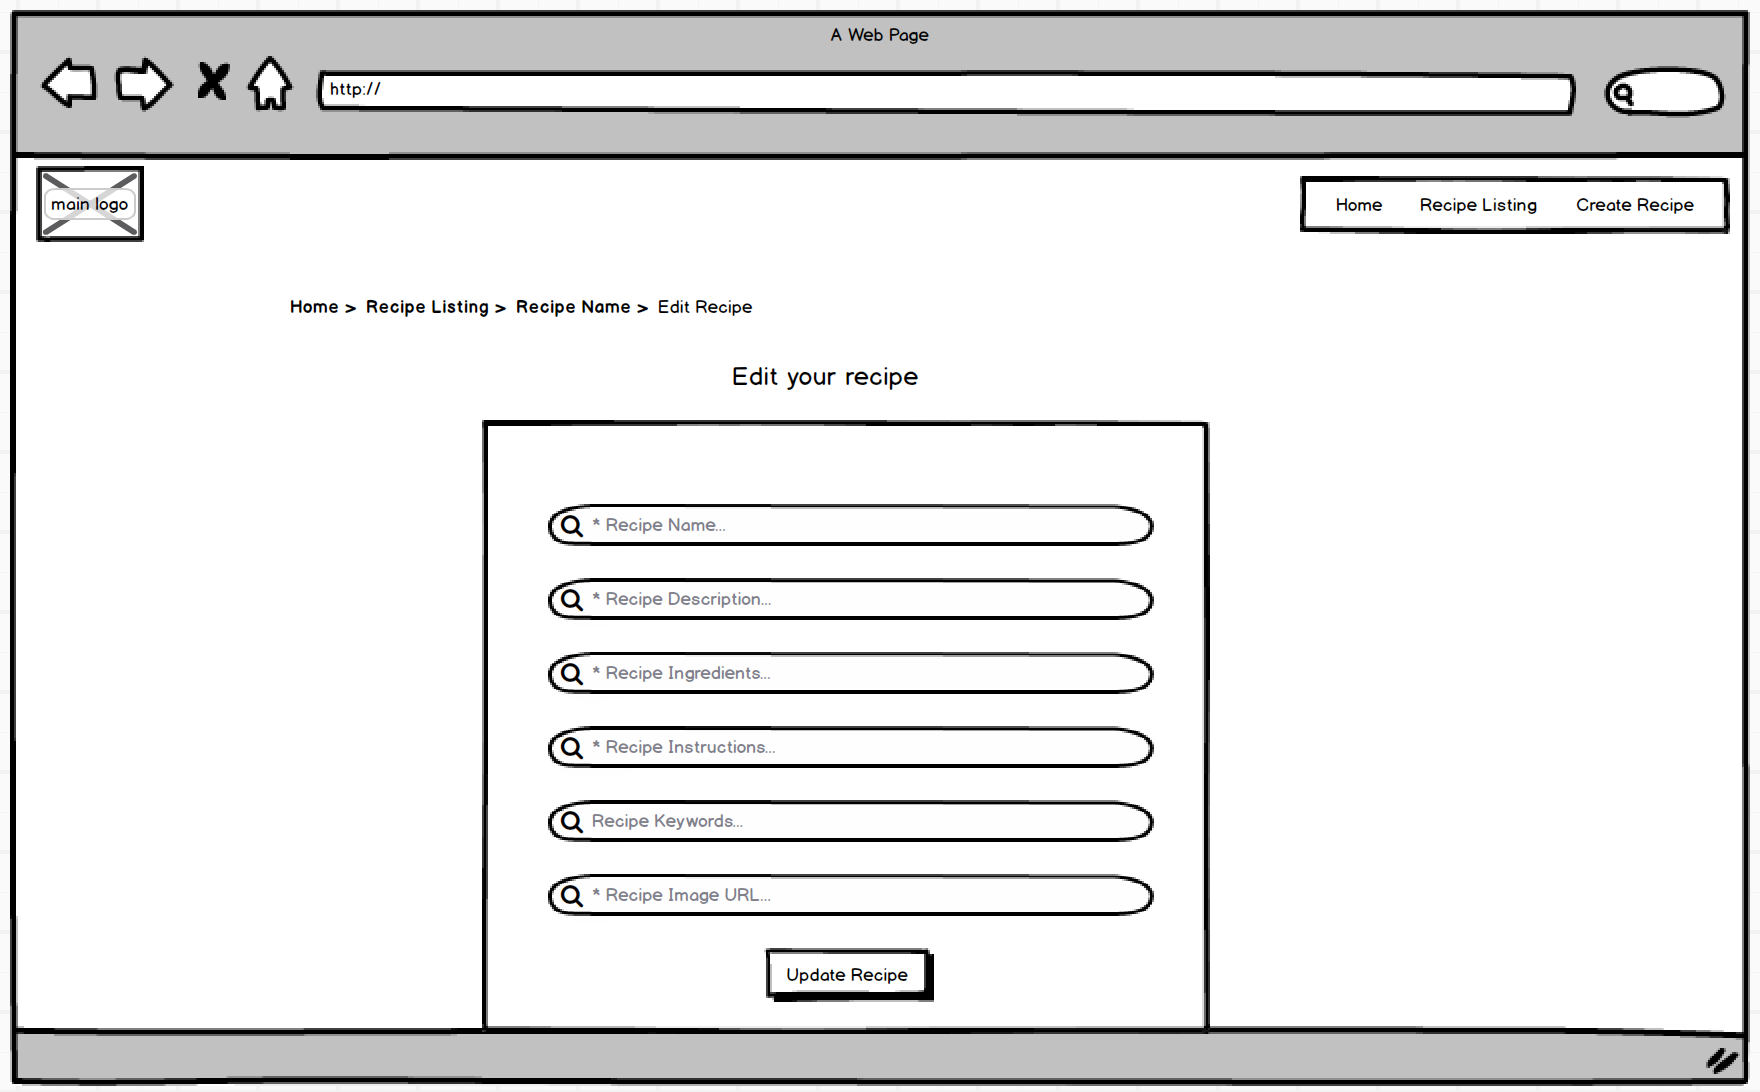 A Web Page
http://
main logo
Home Recipe Listing Create Recipe
Home > Recipe Listing > Recipe Name > Edit Recipe
Edit your recipe
* Recipe Name...
* Recipe Description...
* Recipe Ingredients...
* Recipe Instructions...
Recipe Keywords...
* Recipe Image URL...
Update Recipe